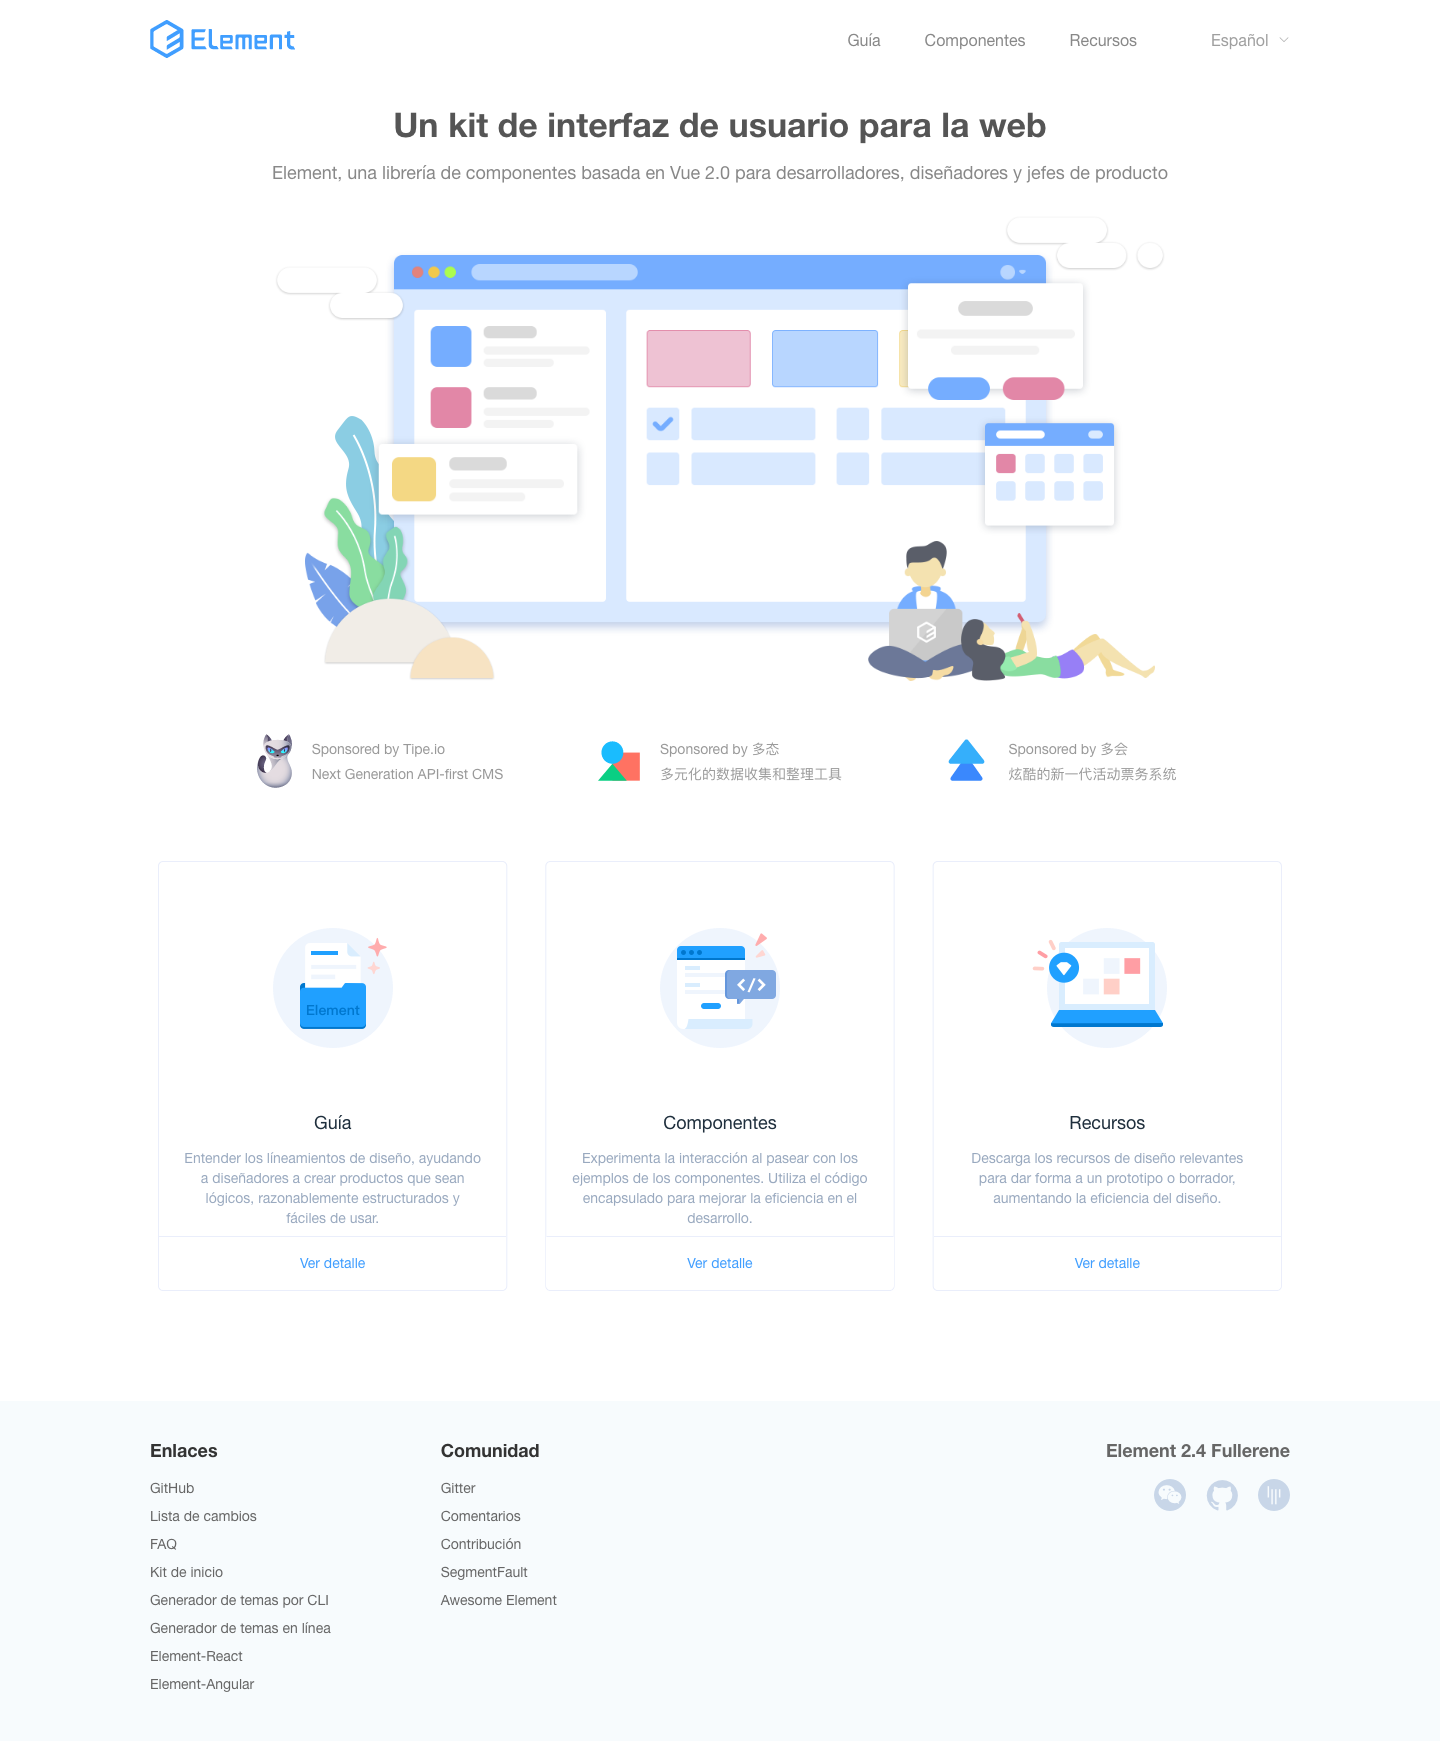 Element
Guía
Componentes
Recursos
Español
Un kit de interfaz de usuario para la web
Element, una librería de componentes basada en Vue 2.0 para desarrolladores, diseñadores y jefes de producto
Sponsored by Tipe.io
Next Generation API-first CMS
Sponsored by 多态
多元化的数据收集和整理工具
Sponsored by 多会
炫酷的新一代活动票务系统
Element
Guía
Entender los líneamientos de diseño, ayudando
a diseñadores a crear productos que sean
lógicos, razonablemente estructurados y
fáciles de usar.
Ver detalle
</>
Componentes
Experimenta la interacción al pasear con los
ejemplos de los componentes. Utiliza el código
encapsulado para mejorar la eficiencia en el
desarrollo.
Ver detalle
Recursos
Descarga los recursos de diseño relevantes
para dar forma a un prototipo o borrador,
aumentando la eficiencia del diseño.
Ver detalle
Enlaces
GitHub
Lista de cambios
FAQ
Kit de inicio
Generador de temas por CLI
Generador de temas en línea
Element-React
Element-Angular
Comunidad
Gitter
Comentarios
Contribución
SegmentFault
Awesome Element
Element 2.4 Fullerene